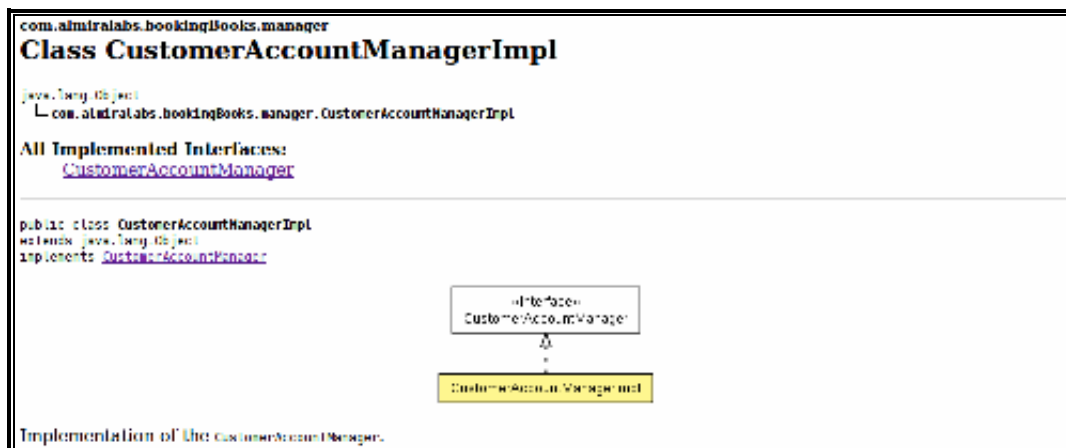 com.almiralabs.bookingBooks.manager
Class CustomerAccountManagerImpl
java.lang.Object
com.almiralabs.bookingBooks.manager.CustomerAccountManagerImpl
All Implemented Interfaces:
CustomerAccountManager
public class CustomerAccountManagerImpl
extends java.lang.Object
implements CustomerAccountManager
«interface»
CustomerAccountManager
CustomerAccountManagerImpl
Implementation of the CustomerAccountManager.